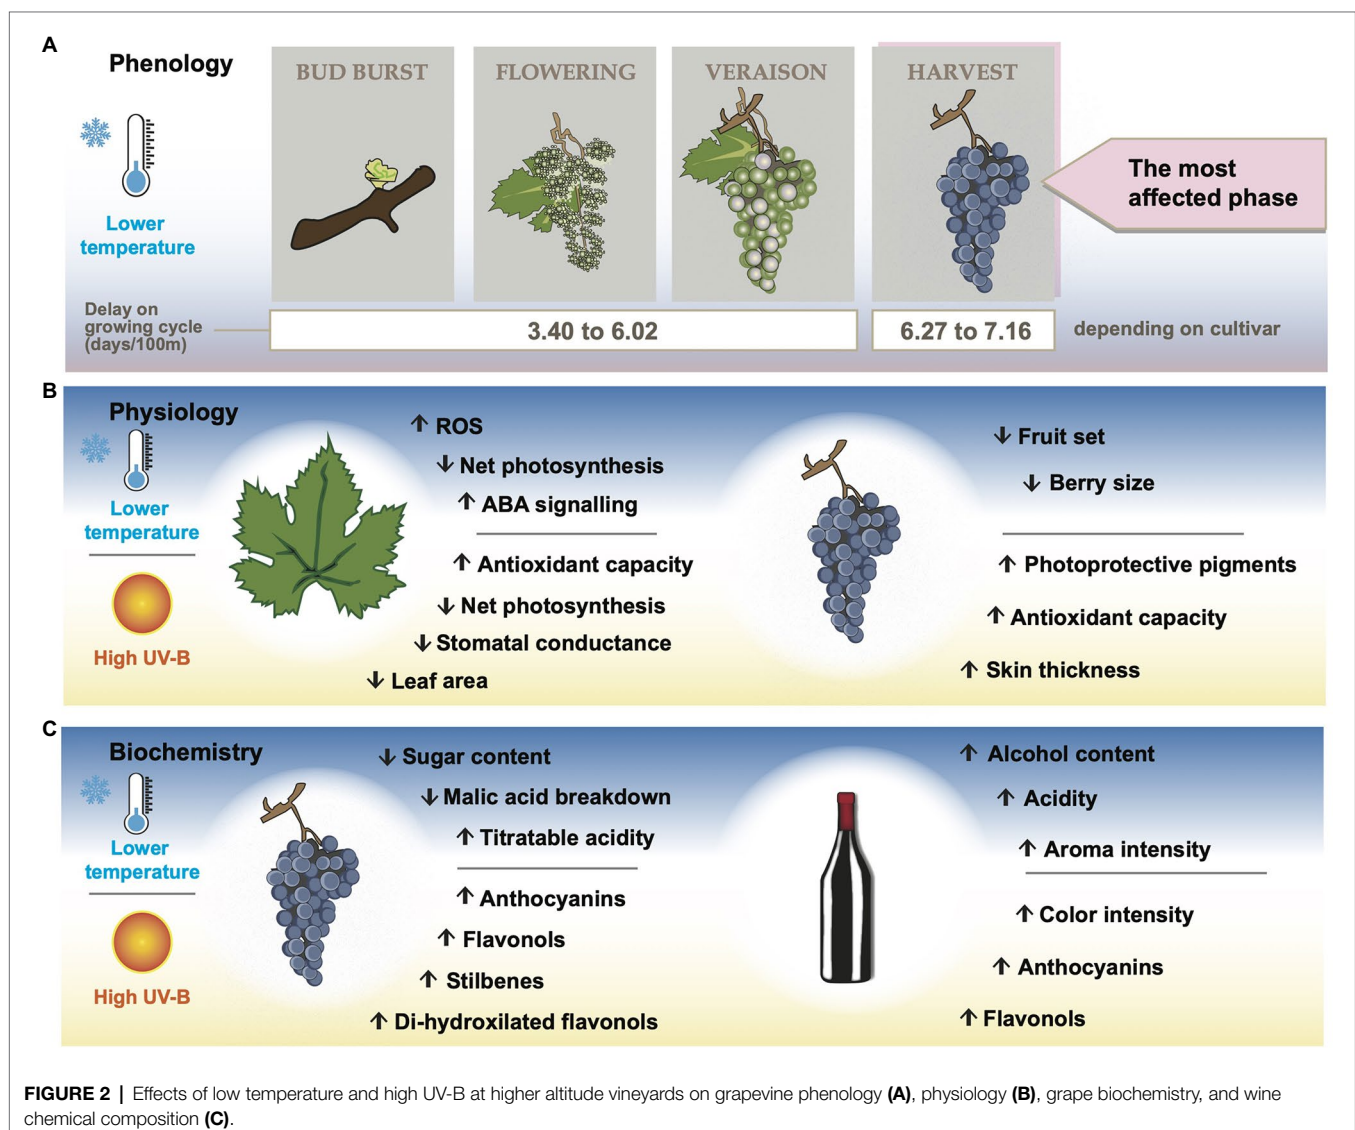 A
Phenology
BUD BURST
FLOWERING
VERAISON
HARVEST
The most
affected phase
Lower
temperature
Delay on
growing cycle
(days/100m)
3.40 to 6.02
6.27 to 7.16
depending on cultivar
B
Physiology
Lower
temperature
High UV-B
↑ ROS
↓ Net photosynthesis
↑ ABA signalling
↑ Antioxidant capacity
↓ Net photosynthesis
↓ Stomatal conductance
↓ Leaf area
↓ Fruit set
↓ Berry size
↑ Photoprotective pigments
↑ Antioxidant capacity
↑ Skin thickness
C
Biochemistry
Lower
temperature
High UV-B
↓ Sugar content
↓ Malic acid breakdown
↑ Titratable acidity
↑ Anthocyanins
↑ Flavonols
↑ Stilbenes
↑ Di-hydroxilated flavonols
↑ Alcohol content
↑ Acidity
↑ Aroma intensity
↑ Color intensity
↑ Anthocyanins
↑ Flavonols
FIGURE 2 | Effects of low temperature and high UV-B at higher altitude vineyards on grapevine phenology (A), physiology (B), grape biochemistry, and wine
chemical composition (C).